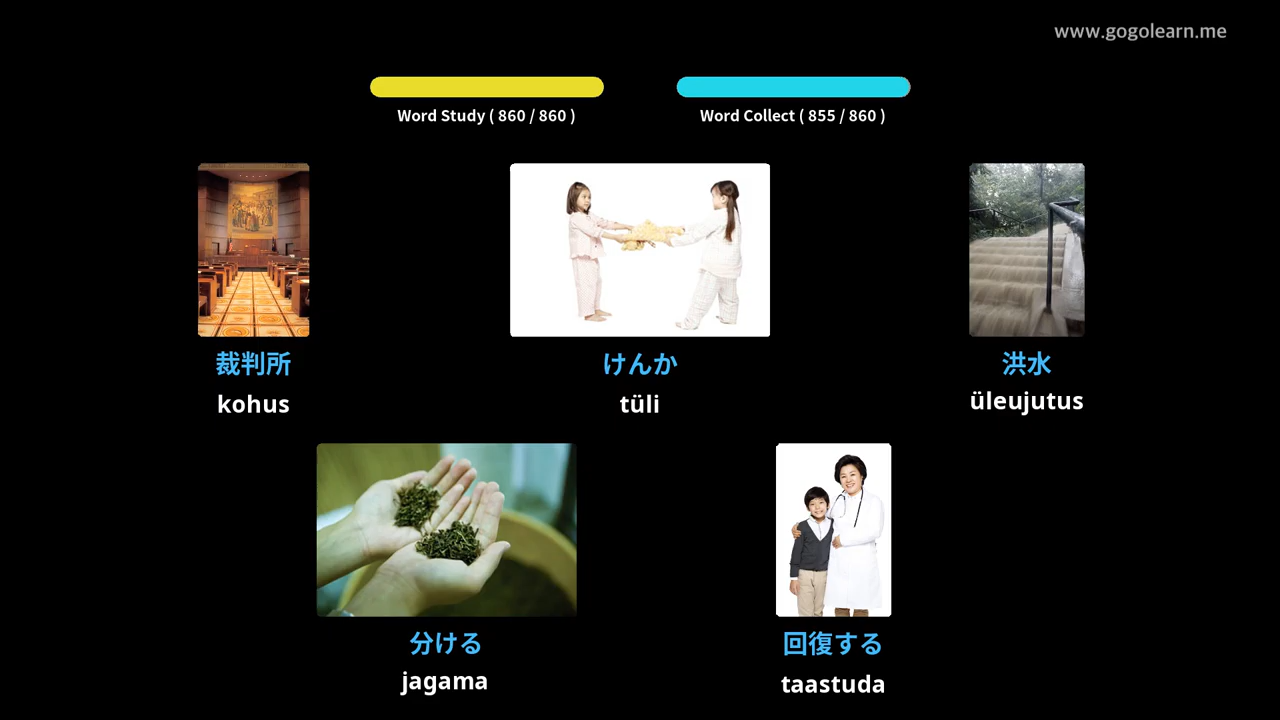 www.gogolearn.me
Word Study ( 860 / 860 )
Word Collect ( 855 / 860 )
裁判所
kohus
けんか
tüli
洪水
üleujutus
分ける
jagama
回復する
taastuda